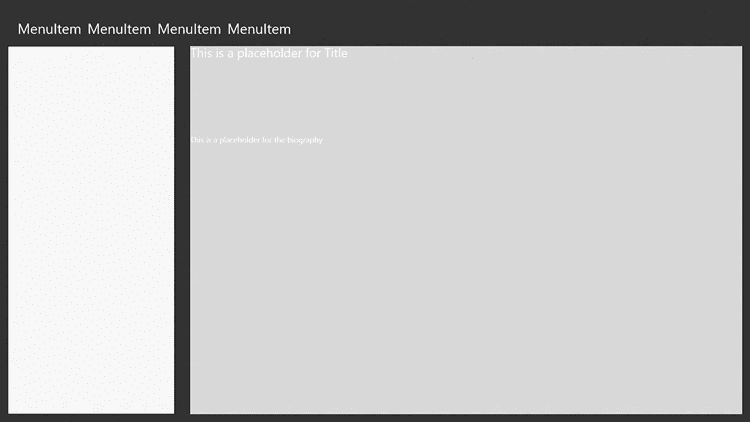 MenuItem MenuItem MenuItem MenuItem
This is a placeholder for Title
This is a placeholder for the biography